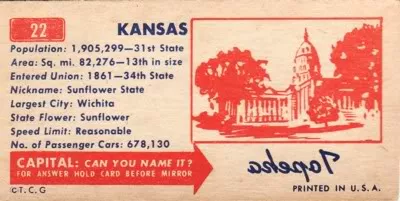 22
KANSAS
Population: 1,905,299—31st State
Area: Sq. mi. 82,276—13th in size
Entered Union: 1861—34th State
Nickname: Sunflower State
Largest City: Wichita
State Flower: Sunflower
Speed Limit: Reasonable
No. of Passenger Cars: 678,130
CAPITAL: CAN YOU NAME IT?
FOR ANSWER HOLD CARD BEFORE MIRROR
Topeka
©T.C.G
PRINTED IN U.S.A.